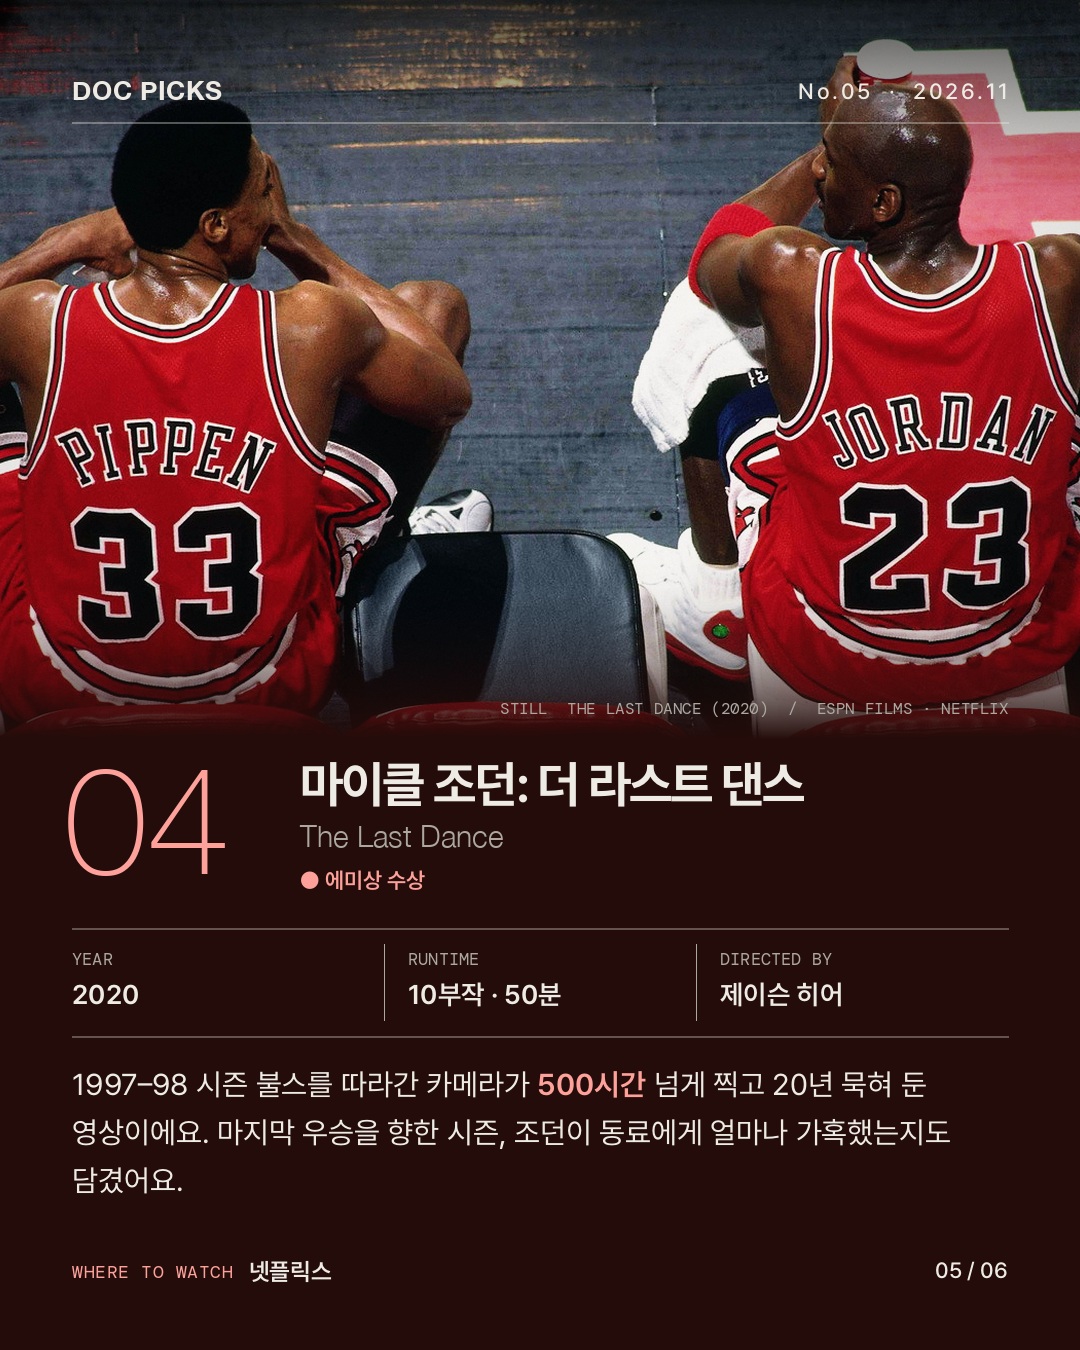 DOC PICKS
No.05 · 2026.11
PIPPEN
33
JORDAN
23
STILL THE LAST DANCE (2020) / ESPN FILMS · NETFLIX
04
마이클 조던: 더 라스트 댄스
The Last Dance
● 에미상 수상
YEAR
2020
RUNTIME
10부작 · 50분
DIRECTED BY
제이슨 히어
1997–98 시즌 불스를 따라간 카메라가 500시간 넘게 찍고 20년 묵혀 둔
영상이에요. 마지막 우승을 향한 시즌, 조던이 동료에게 얼마나 가혹했는지도
담겼어요.
WHERE TO WATCH 넷플릭스
05 / 06